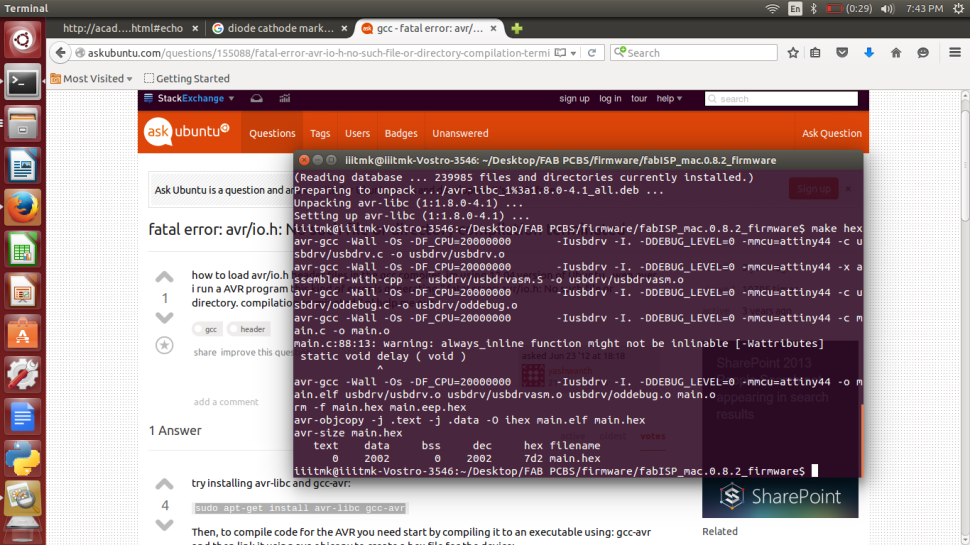 Terminal
En
(0:29)
7:43 PM
http://acad....html#echo
diode cathode mark...
gcc - fatal error: avr/...
askubuntu.com/questions/155088/fatal-error-avr-io-h-no-such-file-or-directory-compilation-termi
Search
Most Visited
Getting Started
StackExchange
sign up log in tour help
search
ask ubuntu
Questions Tags Users Badges Unanswered Ask Question
Ask Ubuntu is a question and an
Sign up
fatal error: avr/io.h: No
how to load avr/io.h
i run a AVR program
directory. compilation
1
gcc header
share improve this question
asked Jun 23 '12 at 18:18
add a comment
1 Answer
votes
try installing avr-libc and gcc-avr:
4
sudo apt-get install avr-libc gcc-avr
Then, to compile code for the AVR you need start by compiling it to an executable using: gcc-avr
SharePoint 2013
appearing in search
results
SharePoint
Related
iiitmk@iiitmk-Vostro-3546: ~/Desktop/FAB PCBS/firmware/fabISP_mac.0.8.2_firmware
(Reading database ... 239985 files and directories currently installed.)
Preparing to unpack .../avr-libc_1%3a1.8.0-4.1_all.deb ...
Unpacking avr-libc (1:1.8.0-4.1) ...
Setting up avr-libc (1:1.8.0-4.1) ...
iiitmk@iiitmk-Vostro-3546:~/Desktop/FAB PCBS/firmware/fabISP_mac.0.8.2_firmware$ make hex
avr-gcc -Wall -Os -DF_CPU=20000000 -Iusbdrv -I. -DDEBUG_LEVEL=0 -mmcu=attiny44 -c u
sbdrv/usbdrv.c -o usbdrv/usbdrv.o
avr-gcc -Wall -Os -DF_CPU=20000000 -Iusbdrv -I. -DDEBUG_LEVEL=0 -mmcu=attiny44 -x a
ssembler-with-cpp -c usbdrv/usbdrvasm.S -o usbdrv/usbdrvasm.o
avr-gcc -Wall -Os -DF_CPU=20000000 -Iusbdrv -I. -DDEBUG_LEVEL=0 -mmcu=attiny44 -c u
sbdrv/oddebug.c -o usbdrv/oddebug.o
avr-gcc -Wall -Os -DF_CPU=20000000 -Iusbdrv -I. -DDEBUG_LEVEL=0 -mmcu=attiny44 -c m
ain.c -o main.o
main.c:88:13: warning: always_inline function might not be inlinable [-Wattributes]
static void delay ( void )
^
avr-gcc -Wall -Os -DF_CPU=20000000 -Iusbdrv -I. -DDEBUG_LEVEL=0 -mmcu=attiny44 -o m
ain.elf usbdrv/usbdrv.o usbdrv/usbdrvasm.o usbdrv/oddebug.o main.o
rm -f main.hex main.eep.hex
avr-objcopy -j .text -j .data -O ihex main.elf main.hex
avr-size main.hex
text data bss dec hex filename
0 2002 0 2002 7d2 main.hex
iiitmk@iiitmk-Vostro-3546:~/Desktop/FAB PCBS/firmware/fabISP_mac.0.8.2_firmware$